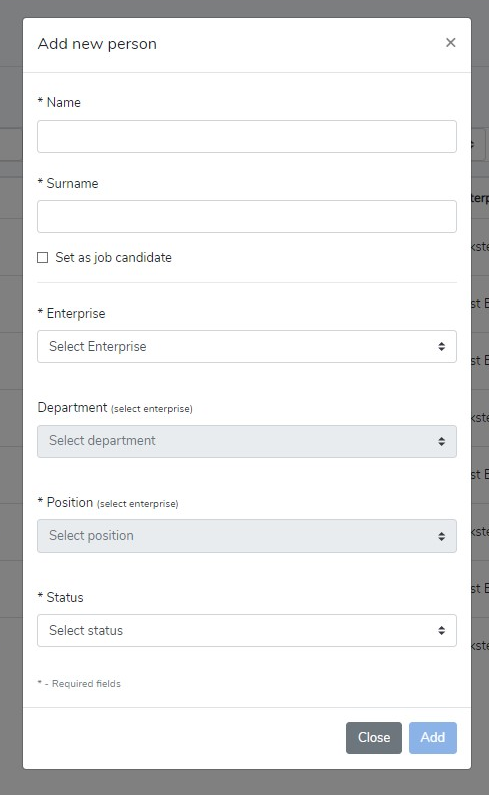 Add new person ×
* Name
* Surname
Set as job candidate
* Enterprise
Select Enterprise
Department (select enterprise)
Select department
* Position (select enterprise)
Select position
* Status
Select status
* - Required fields
Close Add